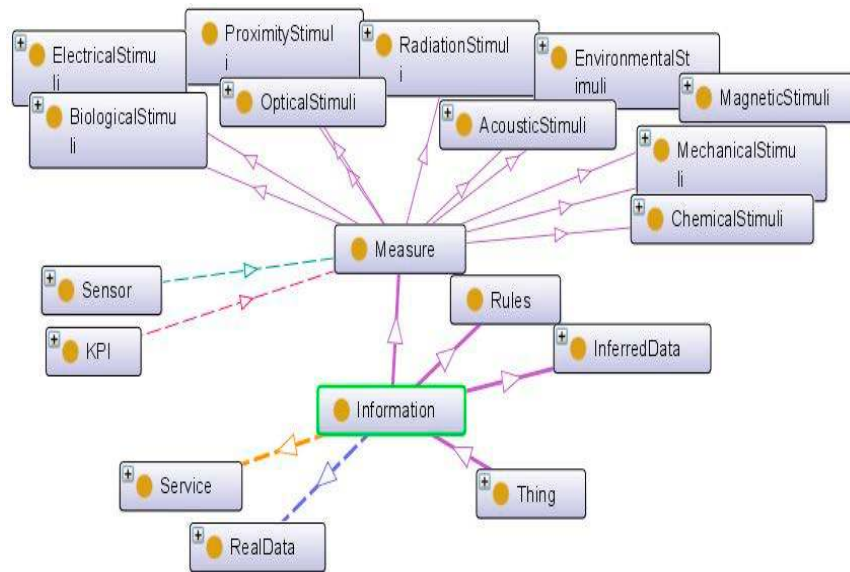 ProximityStimul
i
RadiationStimul
i
ElectricalStimu
li
EnvironmentalSt
imuli
OpticalStimuli
MagneticStimuli
BiologicalStimu
li
AcousticStimuli
MechanicalStimu
li
ChemicalStimuli
Measure
Sensor
Rules
KPI
InferredData
Information
Service
Thing
RealData